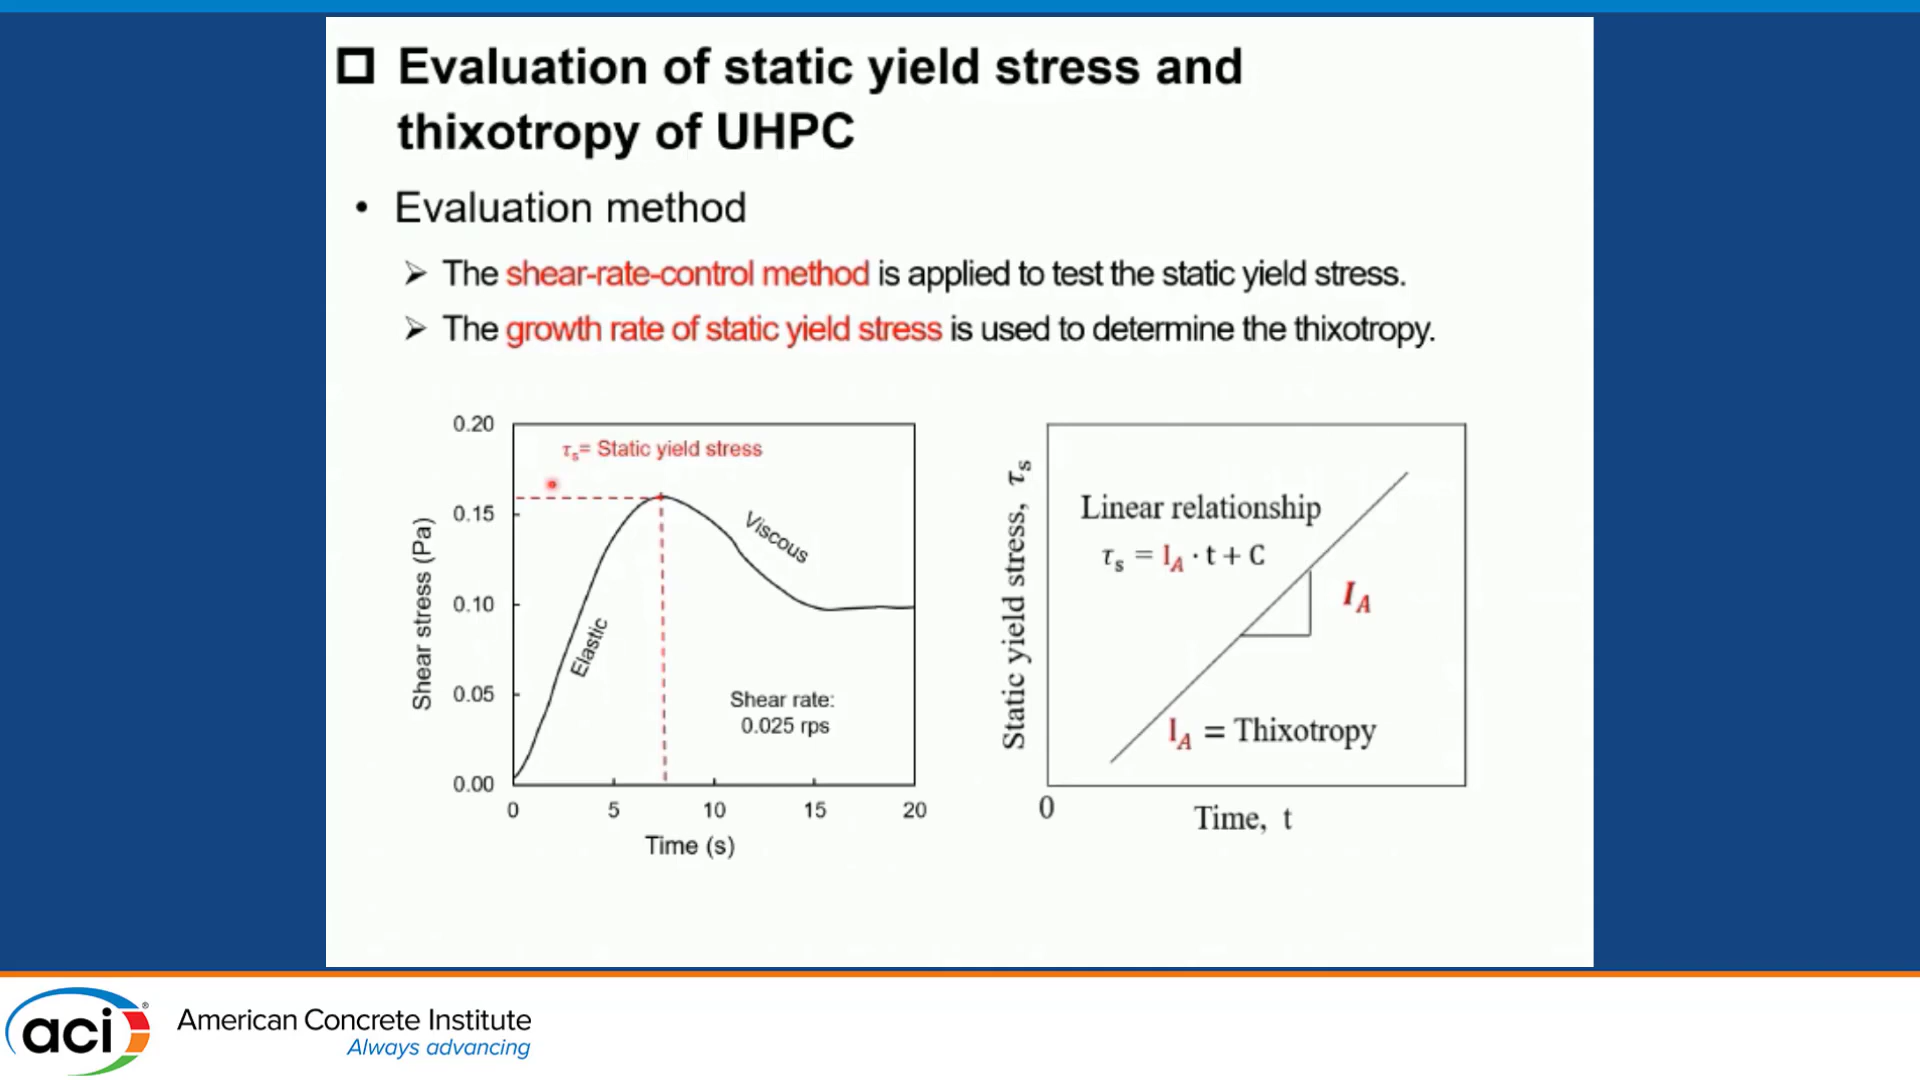 Evaluation of static yield stress and
thixotropy of UHPC
• Evaluation method
➢ The shear-rate-control method is applied to test the static yield stress.
➢ The growth rate of static yield stress is used to determine the thixotropy.
0.20
0.15
0.10
0.05
0.00
Shear stress (Pa)
τs= Static yield stress
Viscous
Elastic
Shear rate:
0.025 rps
0 5 10 15 20
Time (s)
Static yield stress, τs
Linear relationship
τs = IA · t + C
IA
IA = Thixotropy
0
Time, t
aci®
American Concrete Institute
Always advancing